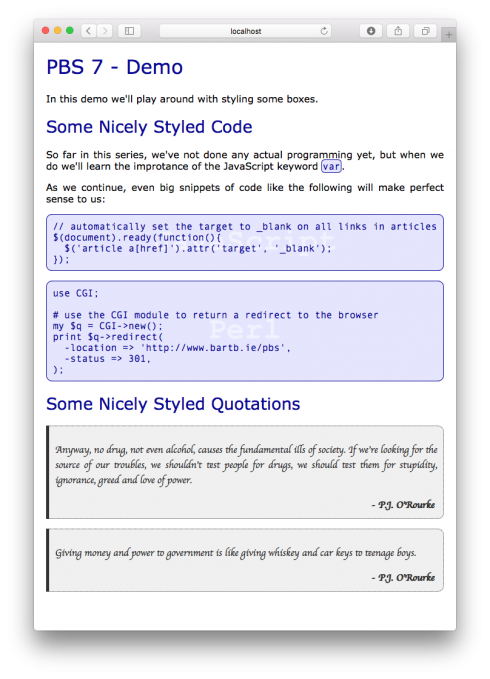 localhost
PBS 7 - Demo
In this demo we'll play around with styling some boxes.
Some Nicely Styled Code
So far in this series, we've not done any actual programming yet, but when we
do we'll learn the improtance of the JavaScript keyword var.
As we continue, even big snippets of code like the following will make perfect
sense to us:
// automatically set the target to _blank on all links in articles
$(document).ready(function(){
  $('article a[href]').attr('target', '_blank');
});
use CGI;
# use the CGI module to return a redirect to the browser
my $q = CGI->new();
Perl
print $q->redirect(
  -location => 'http://www.bartb.ie/pbs',
  -status => 301,
);
Some Nicely Styled Quotations
Anyway, no drug, not even alcohol, causes the fundamental ills of society. If we're looking for the
source of our troubles, we shouldn't test people for drugs, we should test them for stupidity,
ignorance, greed and love of power.
- P.J. O'Rourke
Giving money and power to government is like giving whiskey and car keys to teenage boys.
- P.J. O'Rourke